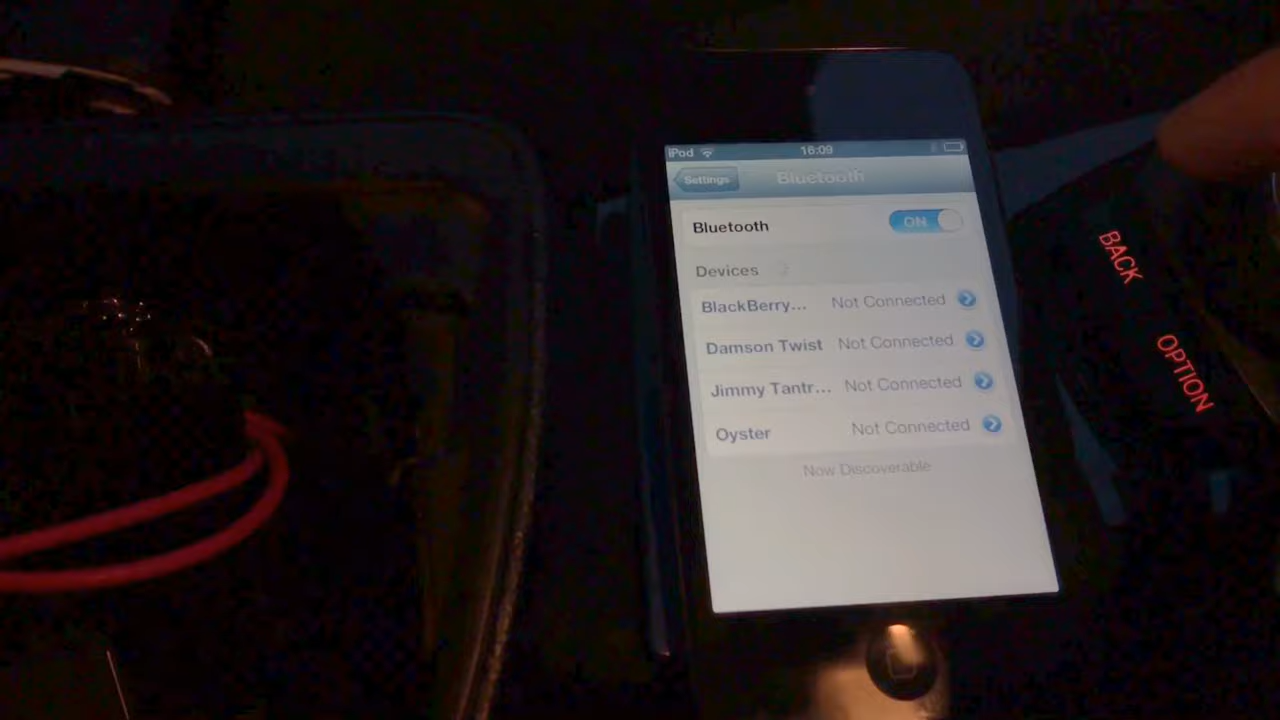 iPod 16:09
Settings Bluetooth
Bluetooth ON
Devices
BlackBerry... Not Connected
Damson Twist Not Connected
Jimmy Tantr... Not Connected
Oyster Not Connected
Now Discoverable
BACK
OPTION